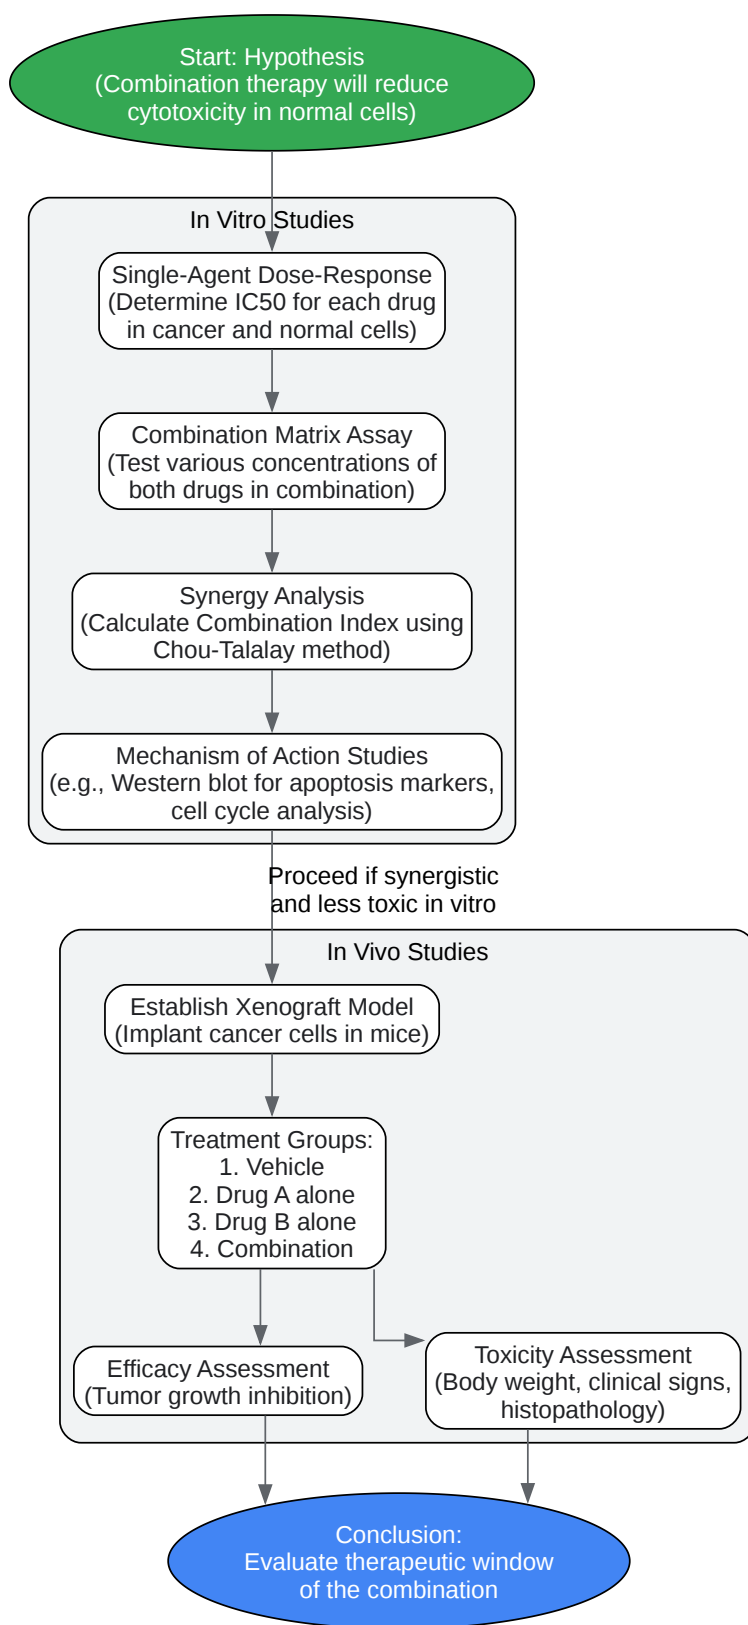 Start: Hypothesis
(Combination therapy will reduce
cytotoxicity in normal cells)
In Vitro Studies
Single-Agent Dose-Response
(Determine IC50 for each drug
in cancer and normal cells)
Combination Matrix Assay
(Test various concentrations of
both drugs in combination)
Synergy Analysis
(Calculate Combination Index using
Chou-Talalay method)
Mechanism of Action Studies
(e.g., Western blot for apoptosis markers,
cell cycle analysis)
Proceed if synergistic
and less toxic in vitro
In Vivo Studies
Establish Xenograft Model
(Implant cancer cells in mice)
Treatment Groups:
1. Vehicle
2. Drug A alone
3. Drug B alone
4. Combination
Efficacy Assessment
(Tumor growth inhibition)
Toxicity Assessment
(Body weight, clinical signs,
histopathology)
Conclusion:
Evaluate therapeutic window
of the combination